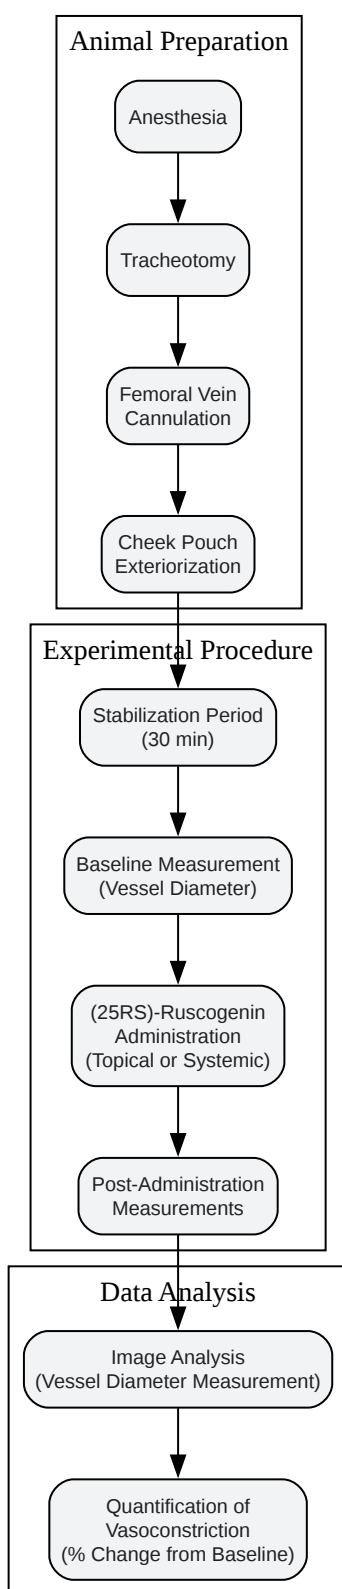 Animal Preparation
Anesthesia
Tracheotomy
Femoral Vein
Cannulation
Cheek Pouch
Exteriorization
Experimental Procedure
Stabilization Period
(30 min)
Baseline Measurement
(Vessel Diameter)
(25RS)-Ruscogenin
Administration
(Topical or Systemic)
Post-Administration
Measurements
Data Analysis
Image Analysis
(Vessel Diameter Measurement)
Quantification of
Vasoconstriction
(% Change from Baseline)